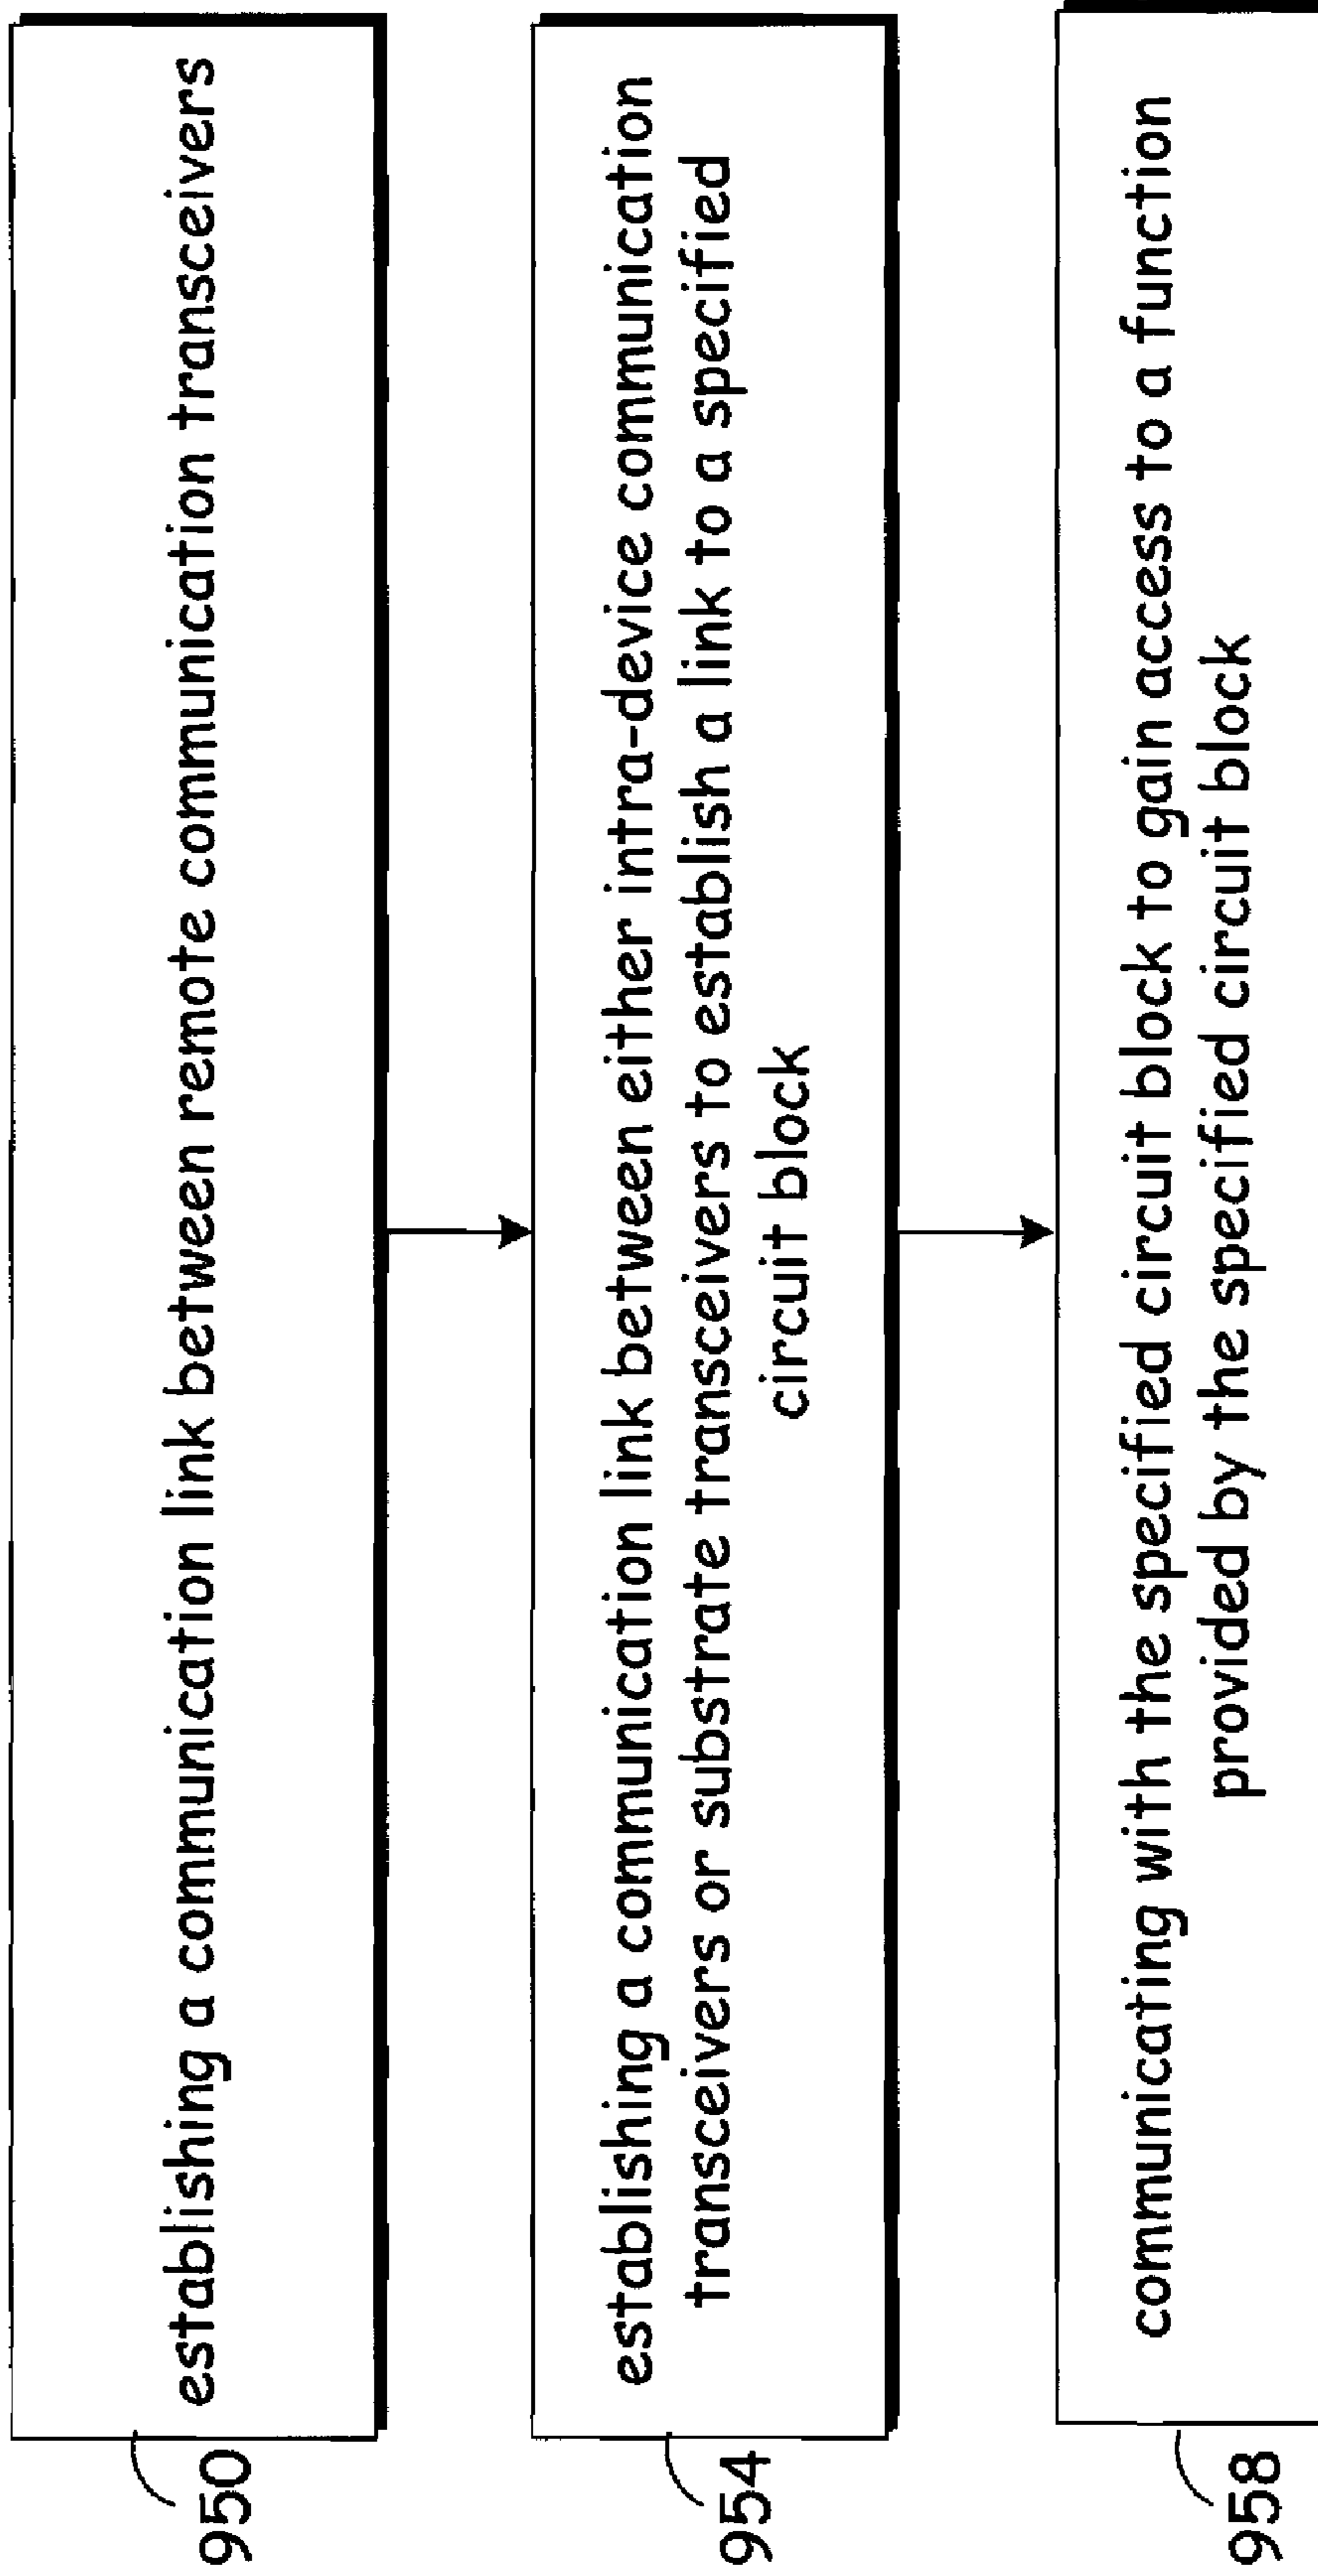 establishing a communication link between remote communication transceivers
950
establishing a communication link between either intra-device communication
transceivers or substrate transceivers to establish a link to a specified
circuit block
954
communicating with the specified circuit block to gain access to a function
provided by the specified circuit block
958